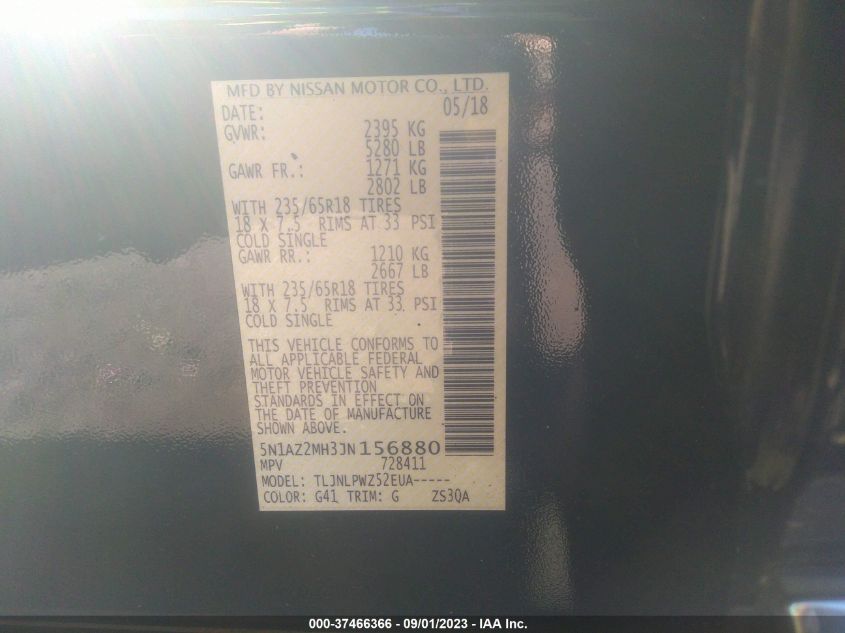 MFD BY NISSAN MOTOR CO., LTD.
DATE: 05/18
GVWR: 2395 KG
5280 LB
GAWR FR.: 1271 KG
2802 LB
WITH 235/65R18 TIRES
18 X 7.5 RIMS AT 33 PSI
COLD SINGLE
GAWR RR.: 1210 KG
2667 LB
WITH 235/65R18 TIRES
18 X 7.5 RIMS AT 33 PSI
COLD SINGLE
THIS VEHICLE CONFORMS TO
ALL APPLICABLE FEDERAL
MOTOR VEHICLE SAFETY AND
THEFT PREVENTION
STANDARDS IN EFFECT ON
THE DATE OF MANUFACTURE
SHOWN ABOVE.
5N1AZ2MH3JN156880
MPV 728411
MODEL: TLJNLPWZ52EUA-----
COLOR: G41 TRIM: G ZS3QA
000-37466366 - 09/01/2023 - IAA Inc.